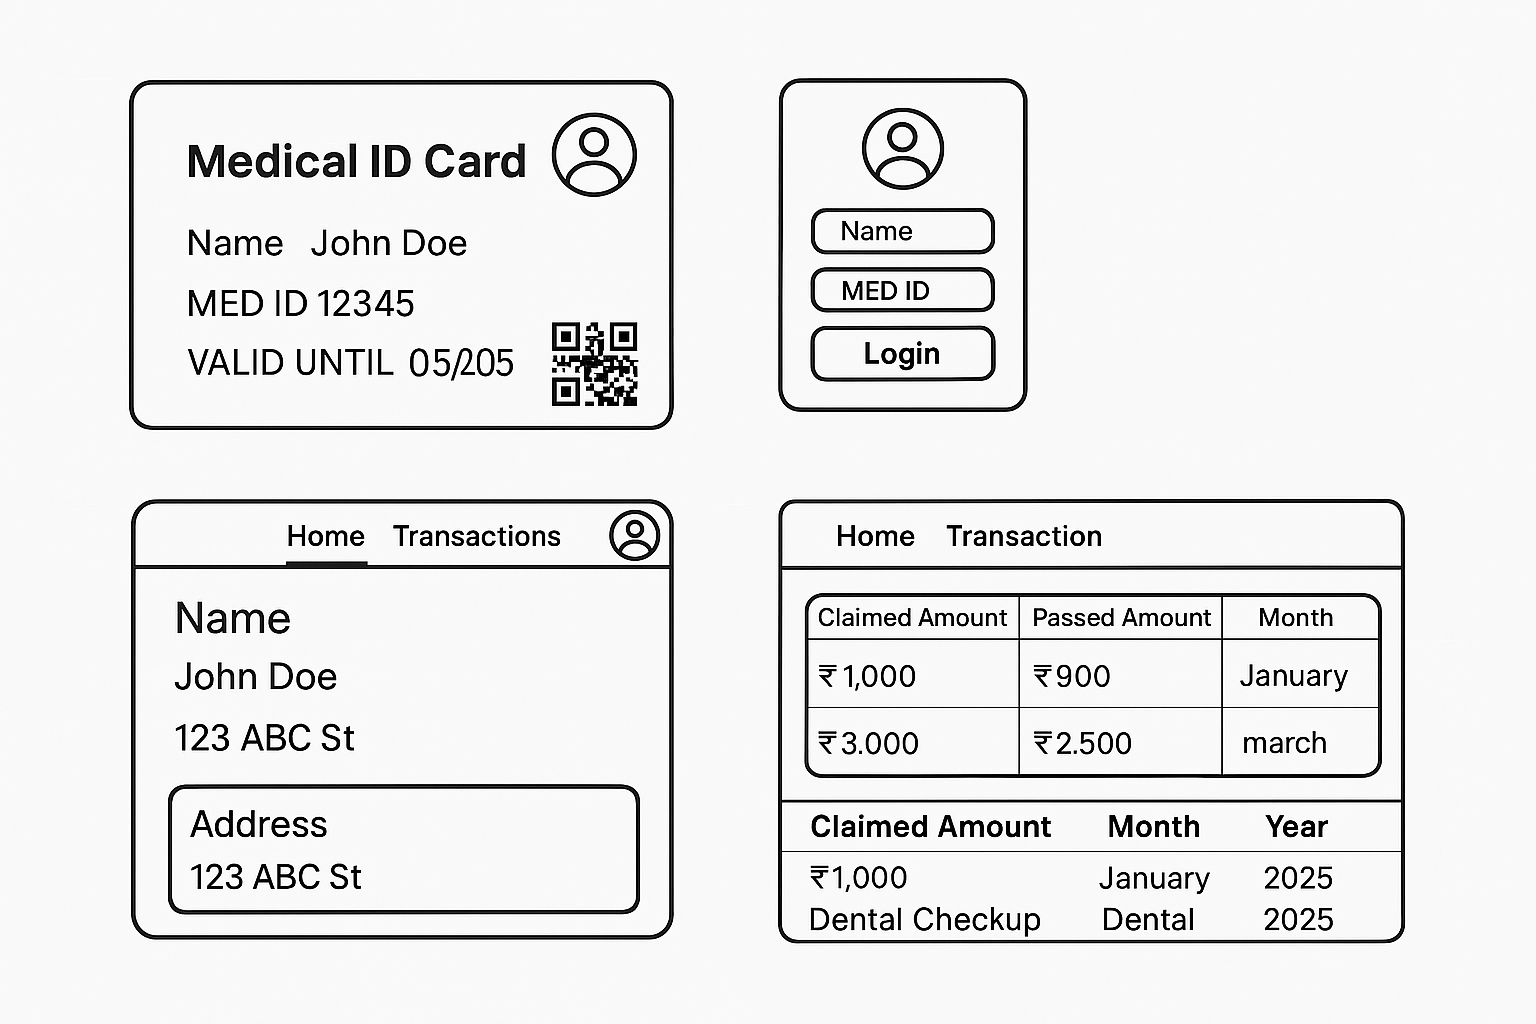 Medical ID Card
Name John Doe
MED ID 12345
VALID UNTIL 05/205
Name
MED ID
Login
Home Transactions
Name
John Doe
123 ABC St
Address
123 ABC St
Home Transaction
Claimed Amount Passed Amount Month
₹1,000 ₹900 January
₹3.000 ₹2.500 march
Claimed Amount Month Year
₹1,000 January 2025
Dental Checkup Dental 2025